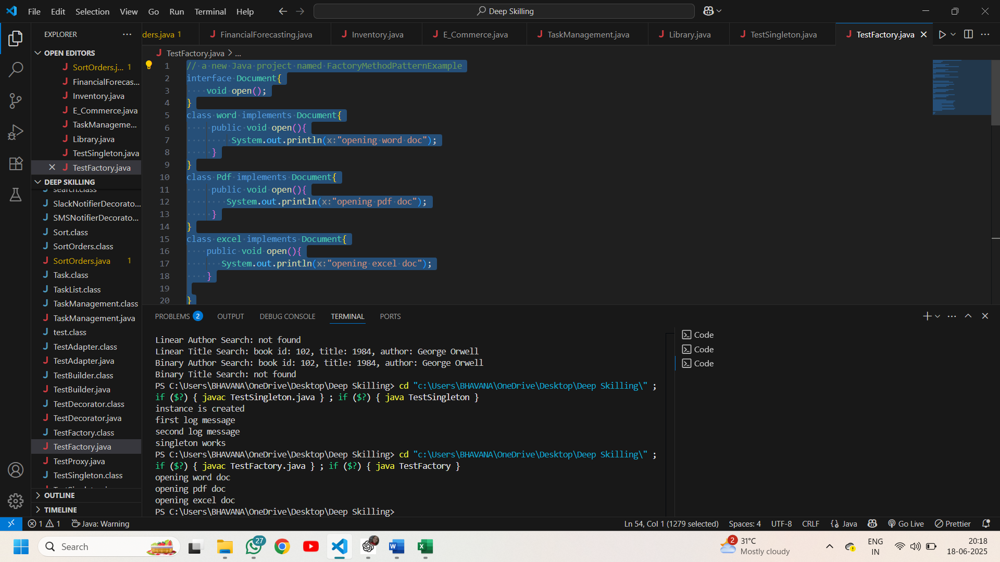 File Edit Selection View Go Run Terminal Help
Deep Skilling
EXPLORER
ders.java 1 FinancialForecasting.java Inventory.java E_Commerce.java TaskManagement.java Library.java TestSingleton.java TestFactory.java
OPEN EDITORS
SortOrders.j... 1
FinancialForecas...
Inventory.java
E_Commerce.java
TaskManageme...
Library.java
TestSingleton.java
TestFactory.java
DEEP SKILLING
search.class
SlackNotifierDecorato...
SMSNotifierDecorato...
Sort.class
SortOrders.class
SortOrders.java 1
Task.class
TaskList.class
TaskManagement.class
TaskManagement.java
test.class
TestAdapter.class
TestAdapter.java
TestBuilder.class
TestBuilder.java
TestDecorator.class
TestDecorator.java
TestFactory.class
TestFactory.java
TestProxy.java
TestSingleton.class
OUTLINE
TIMELINE
TestFactory.java > ...
1 // a new Java project named FactoryMethodPatternExample
2 interface Document{
3 void open();
4 }
5 class word implements Document{
6 public void open(){
7 System.out.println(x:"opening word doc");
8 }
9 }
10 class Pdf implements Document{
11 public void open(){
12 System.out.println(x:"opening pdf doc");
13 }
14 }
15 class excel implements Document{
16 public void open(){
17 System.out.println(x:"opening excel doc");
18 }
19
20 }
PROBLEMS 2 OUTPUT DEBUG CONSOLE TERMINAL PORTS
Linear Author Search: not found
Linear Title Search: book id: 102, title: 1984, author: George Orwell
Binary Author Search: book id: 102, title: 1984, author: George Orwell
Binary Title Search: not found
PS C:\Users\BHAVANA\OneDrive\Desktop\Deep Skilling> cd "c:\Users\BHAVANA\OneDrive\Desktop\Deep Skilling\" ;
if ($?) { javac TestSingleton.java } ; if ($?) { java TestSingleton }
instance is created
first log message
second log message
singleton works
PS C:\Users\BHAVANA\OneDrive\Desktop\Deep Skilling> cd "c:\Users\BHAVANA\OneDrive\Desktop\Deep Skilling\" ;
if ($?) { javac TestFactory.java } ; if ($?) { java TestFactory }
opening word doc
opening pdf doc
opening excel doc
PS C:\Users\BHAVANA\OneDrive\Desktop\Deep Skilling>
Code
Code
Code
1 1 Java: Warning Ln 54, Col 1 (1279 selected) Spaces: 4 UTF-8 CRLF {} Java Go Live Prettier
Search
27
2
31°C
Mostly cloudy
ENG
IN
20:18
18-06-2025